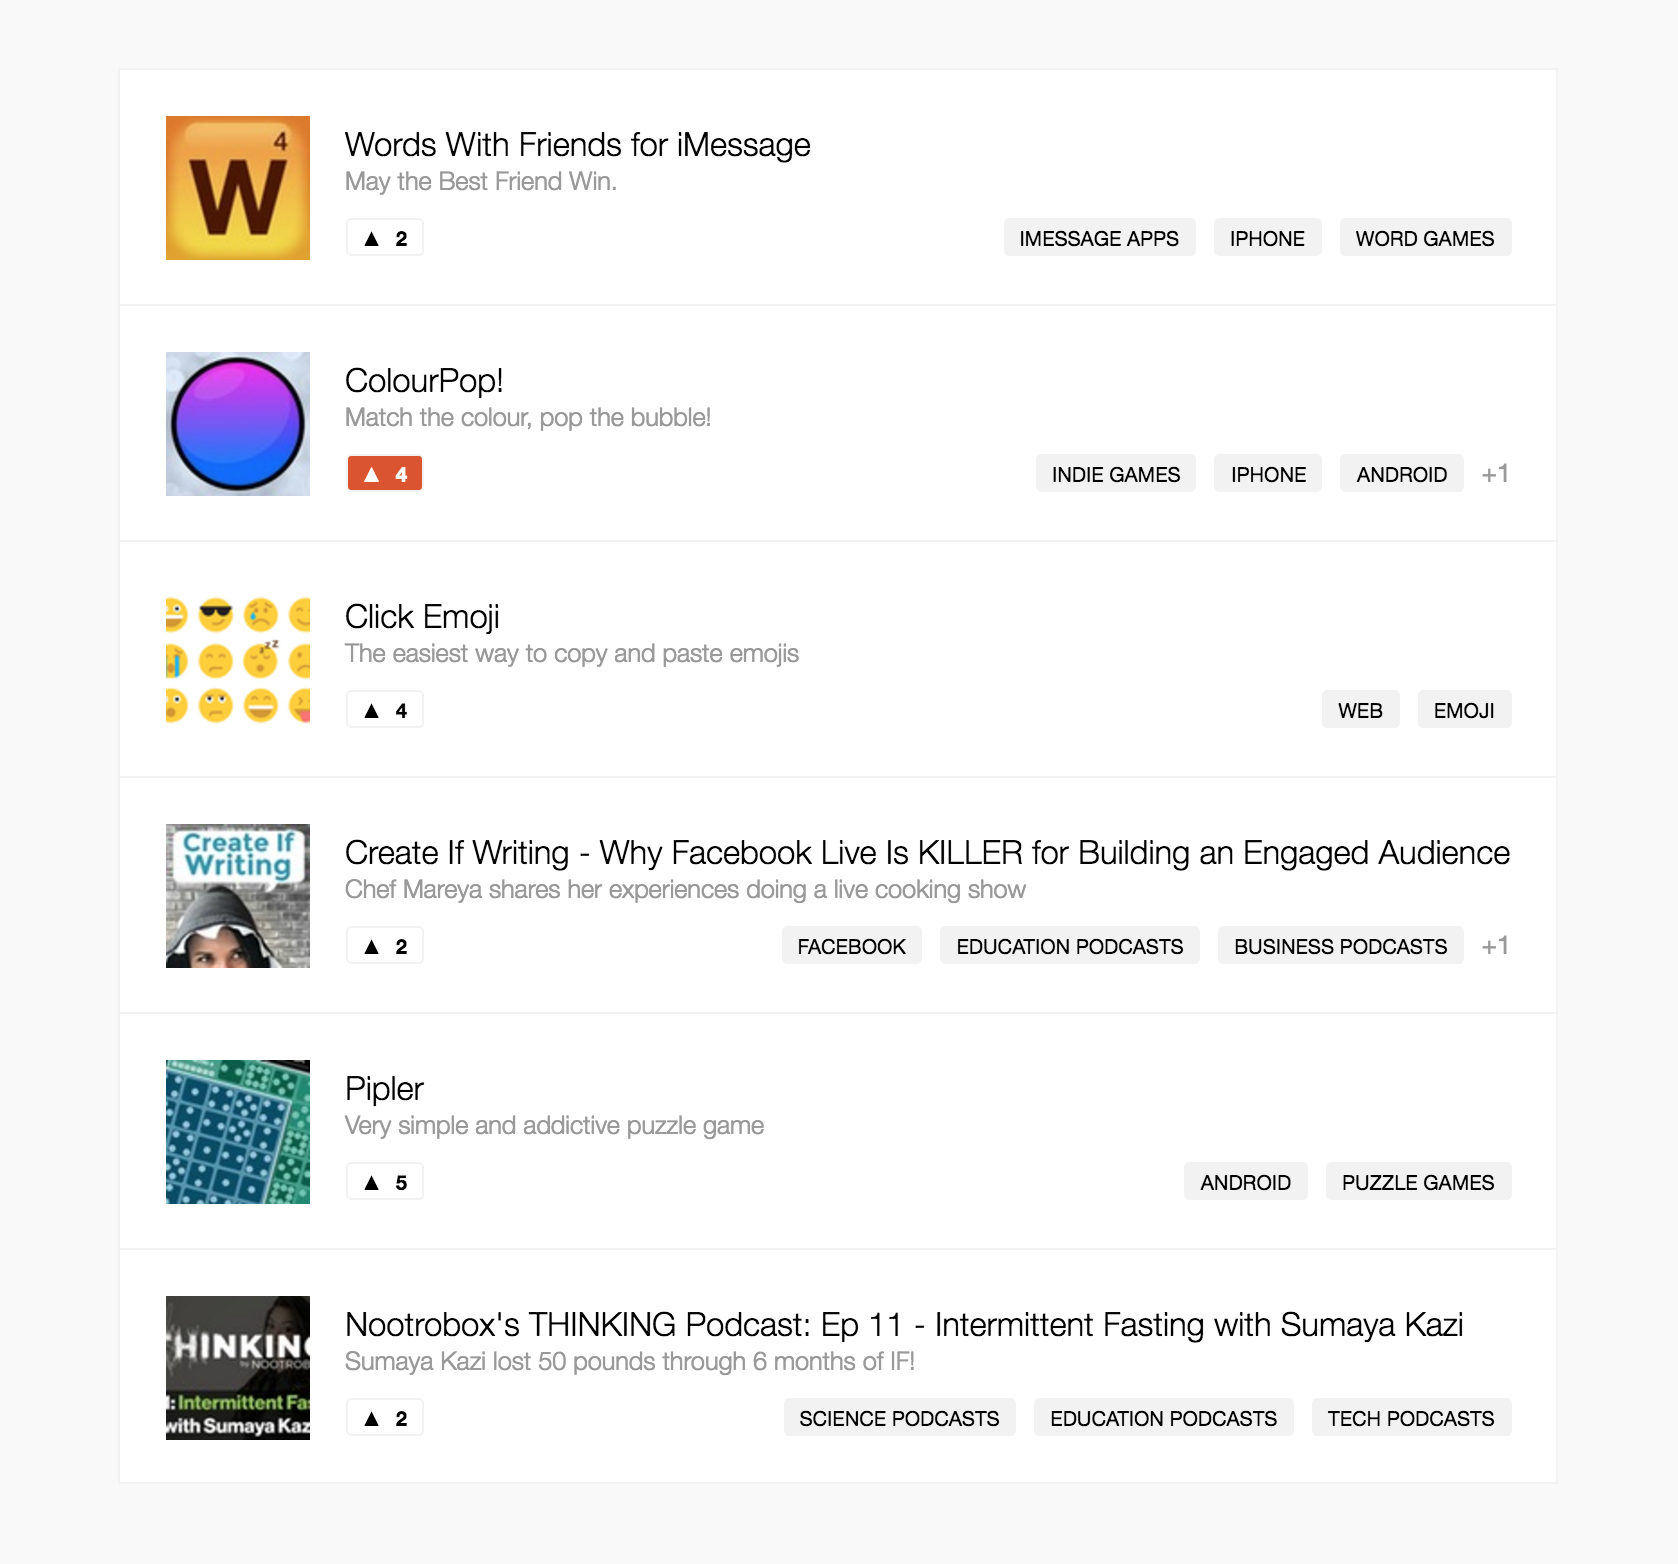 4
W
Words With Friends for iMessage
May the Best Friend Win.
▲ 2
IMESSAGE APPS IPHONE WORD GAMES
ColourPop!
Match the colour, pop the bubble!
▲ 4
INDIE GAMES IPHONE ANDROID +1
zzz
Click Emoji
The easiest way to copy and paste emojis
▲ 4
WEB EMOJI
Create If
Writing
Create If Writing - Why Facebook Live Is KILLER for Building an Engaged Audience
Chef Mareya shares her experiences doing a live cooking show
▲ 2
FACEBOOK EDUCATION PODCASTS BUSINESS PODCASTS +1
Pipler
Very simple and addictive puzzle game
▲ 5
ANDROID PUZZLE GAMES
HINKIN
by NOOTROB
: Intermittent Fas
with Sumaya Kaz
Nootrobox's THINKING Podcast: Ep 11 - Intermittent Fasting with Sumaya Kazi
Sumaya Kazi lost 50 pounds through 6 months of IF!
▲ 2
SCIENCE PODCASTS EDUCATION PODCASTS TECH PODCASTS